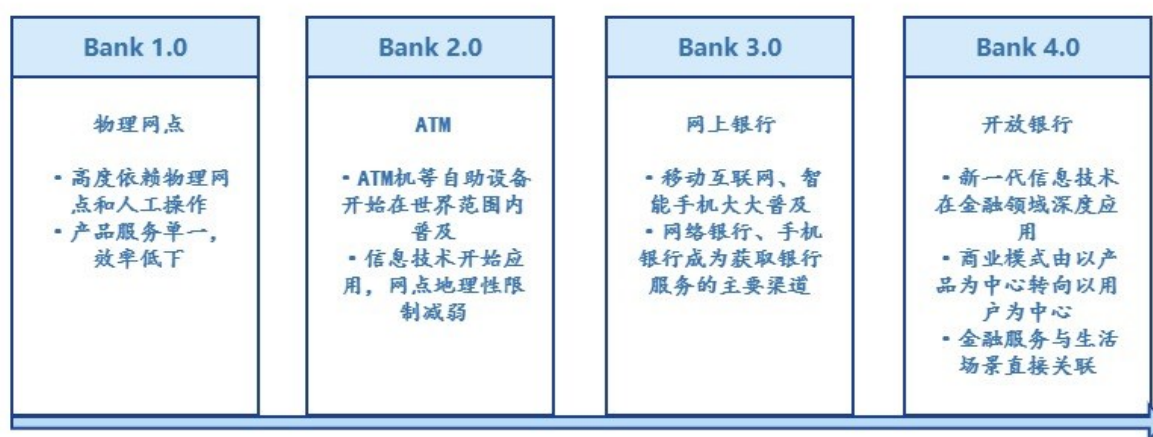 Bank 1.0
物理网点
▪高度依赖物理网
点和人工操作
▪产品服务单一，
效率低下
Bank 2.0
ATM
▪ATM机等自助设备
开始在世界范围内
普及
▪信息技术开始应
用，网点地理性限
制减弱
Bank 3.0
网上银行
▪移动互联网、智
能手机大大普及
▪网络银行、手机
银行成为获取银行
服务的主要渠道
Bank 4.0
开放银行
▪新一代信息技术
在金融领域深度应
用
▪商业模式由以产
品为中心转向以用
户为中心
▪金融服务与生活
场景直接关联